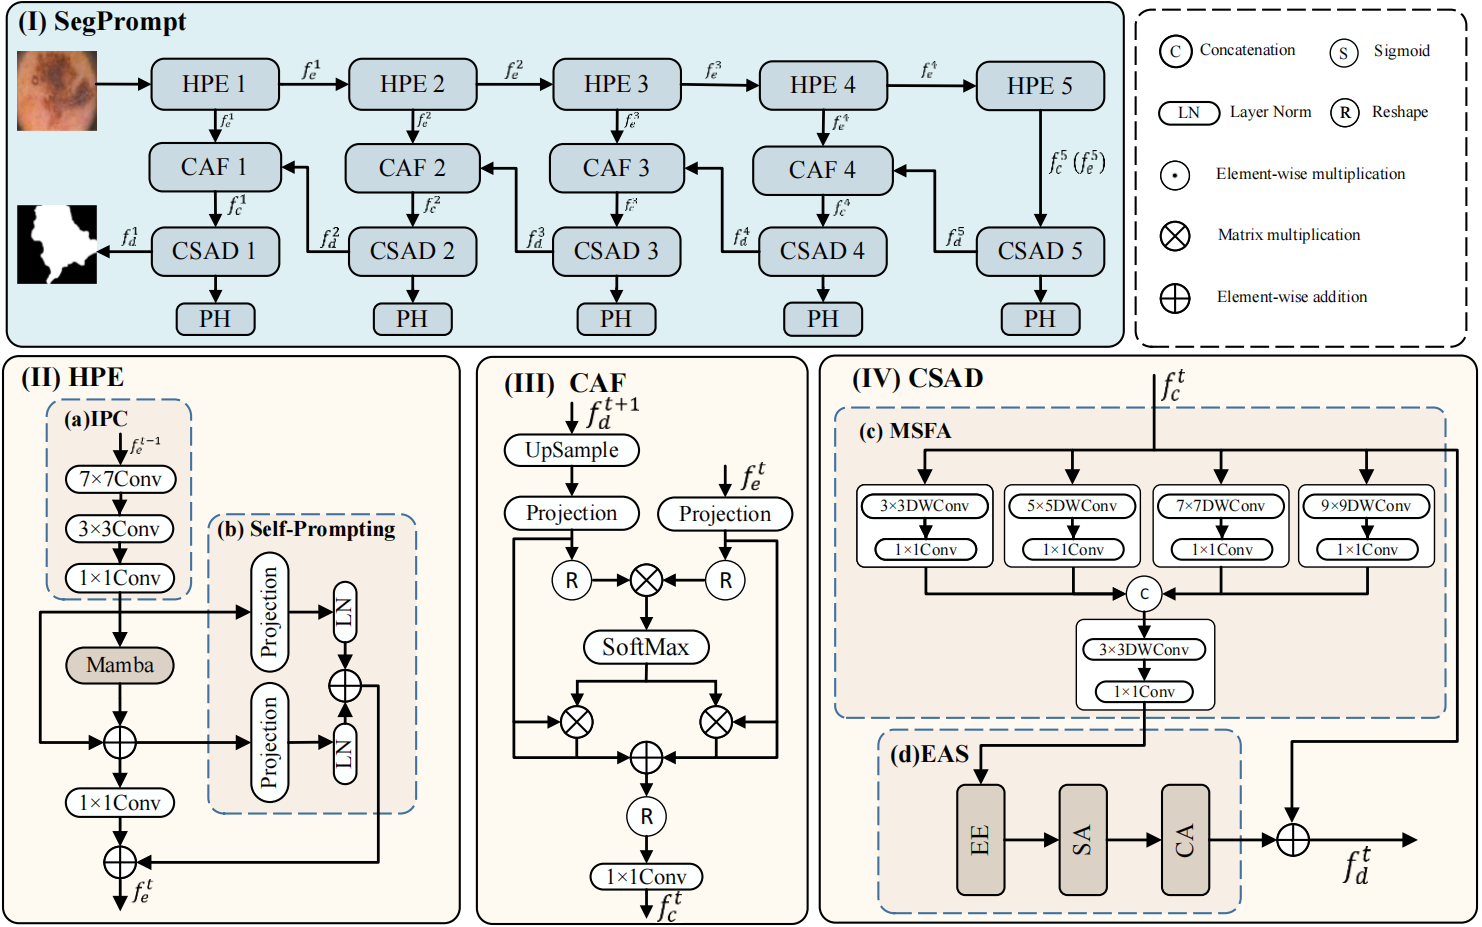 (I) SegPrompt
HPE 1
f_e^1
HPE 2
f_e^2
HPE 3
f_e^3
HPE 4
f_e^4
HPE 5
f_e^1
f_e^2
f_e^3
f_e^4
f_c^5 (f_e^5)
CAF 1
CAF 2
CAF 3
CAF 4
f_c^1
f_c^2
f_c^3
f_c^4
f_d^1
CSAD 1
f_d^2
CSAD 2
f_d^3
CSAD 3
f_d^4
CSAD 4
f_d^5
CSAD 5
PH
PH
PH
PH
PH
C Concatenation
S Sigmoid
LN Layer Norm
R Reshape
Element-wise multiplication
Matrix multiplication
Element-wise addition
(II) HPE
(a)IPC
f_e^{t-1}
7×7Conv
3×3Conv
1×1Conv
(b) Self-Prompting
Projection
LN
Mamba
Projection
LN
1×1Conv
f_e^t
(III) CAF
f_d^{t+1}
UpSample
f_e^t
Projection
Projection
R
R
SoftMax
R
1×1Conv
f_c^t
(IV) CSAD
f_c^t
(c) MSFA
3×3DWConv
1×1Conv
5×5DWConv
1×1Conv
7×7DWConv
1×1Conv
9×9DWConv
1×1Conv
C
3×3DWConv
1×1Conv
(d)EAS
EE
SA
CA
f_d^t